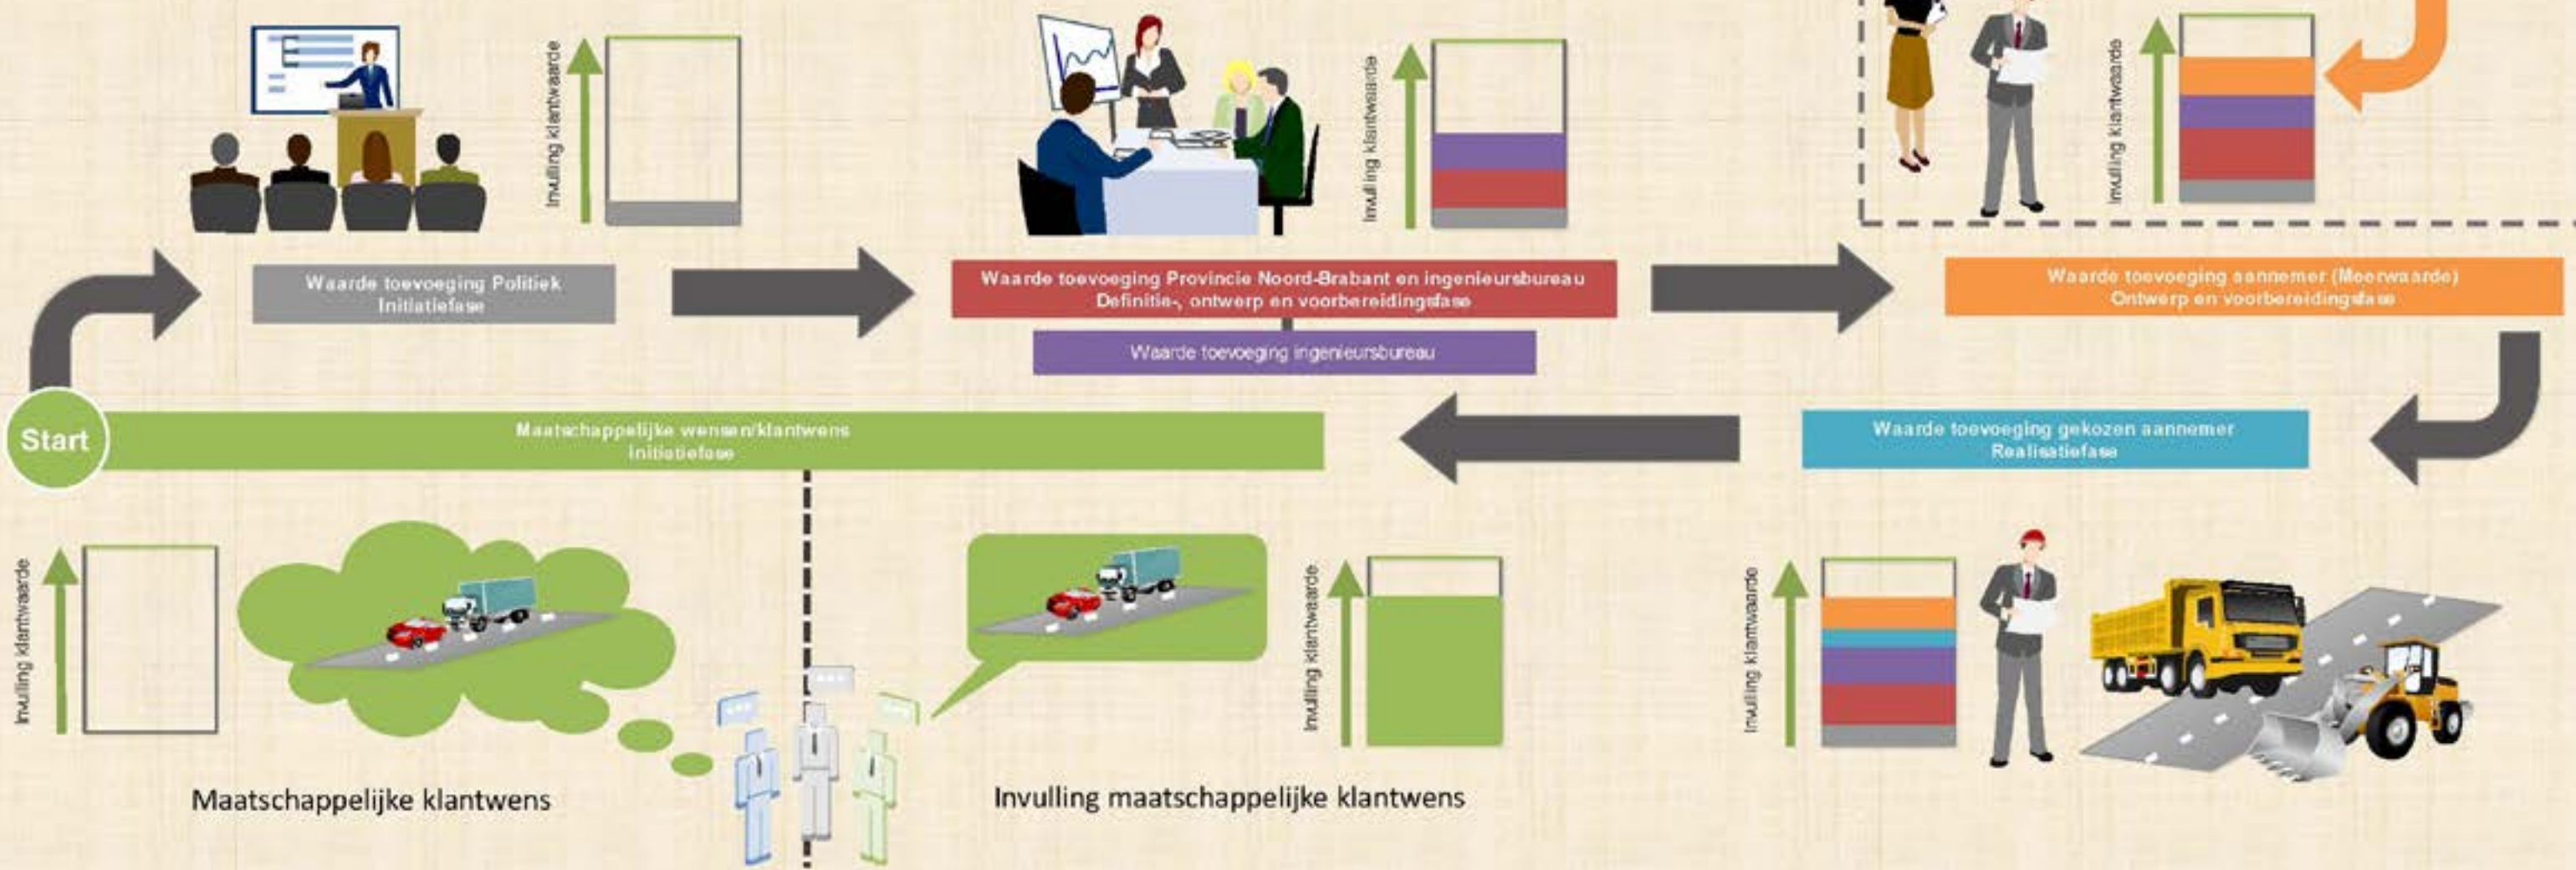 Invulling klantwaarde
Invulling klantwaarde
Invulling klantwaarde
Waarde toevoeging Politiek
Initiatiefase
Waarde toevoeging Provincie Noord-Brabant en ingenieursbureau
Definitie-, ontwerp en voorbereidingsfase
Waarde toevoeging ingenieursbureau
Waarde toevoeging aannemer (Meerwaarde)
Ontwerp en voorbereidingsfase
Start
Maatschappelijke wensen/klantwens
Initiatiefase
Waarde toevoeging gekozen aannemer
Realisatiefase
Invulling klantwaarde
Invulling klantwaarde
Invulling klantwaarde
Maatschappelijke klantwens
Invulling maatschappelijke klantwens